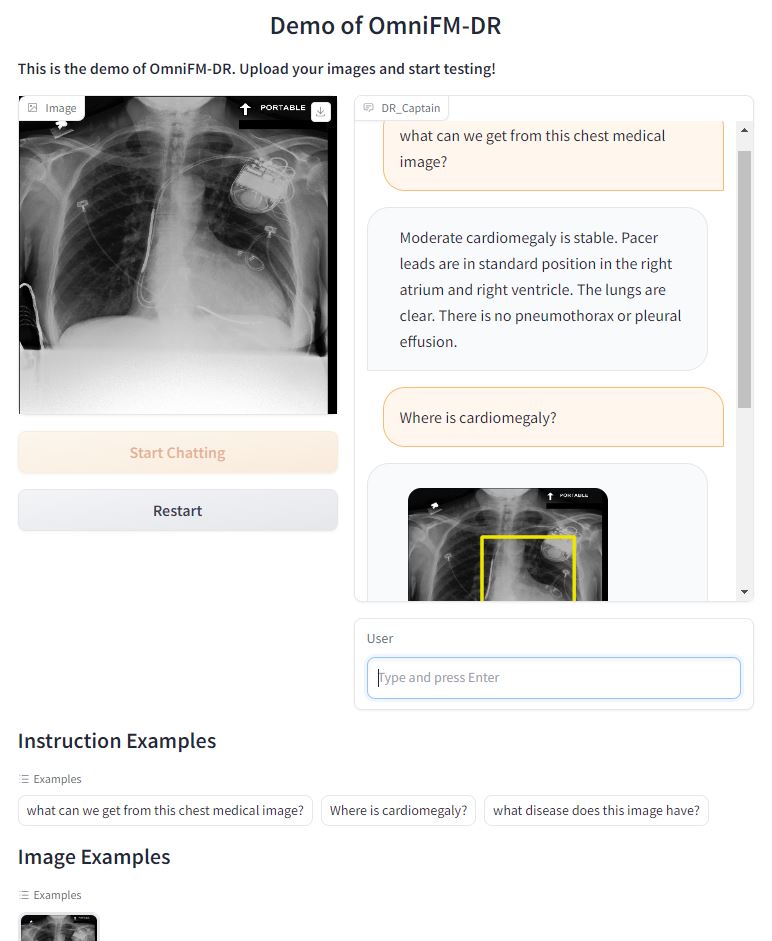 Demo of OmniFM-DR
This is the demo of OmniFM-DR. Upload your images and start testing!
Image
PORTABLE
DR_Captain
what can we get from this chest medical
image?
Moderate cardiomegaly is stable. Pacer
leads are in standard position in the right
atrium and right ventricle. The lungs are
clear. There is no pneumothorax or pleural
effusion.
Where is cardiomegaly?
PORTABLE
Start Chatting
Restart
User
Type and press Enter
Instruction Examples
Examples
what can we get from this chest medical image?
Where is cardiomegaly?
what disease does this image have?
Image Examples
Examples